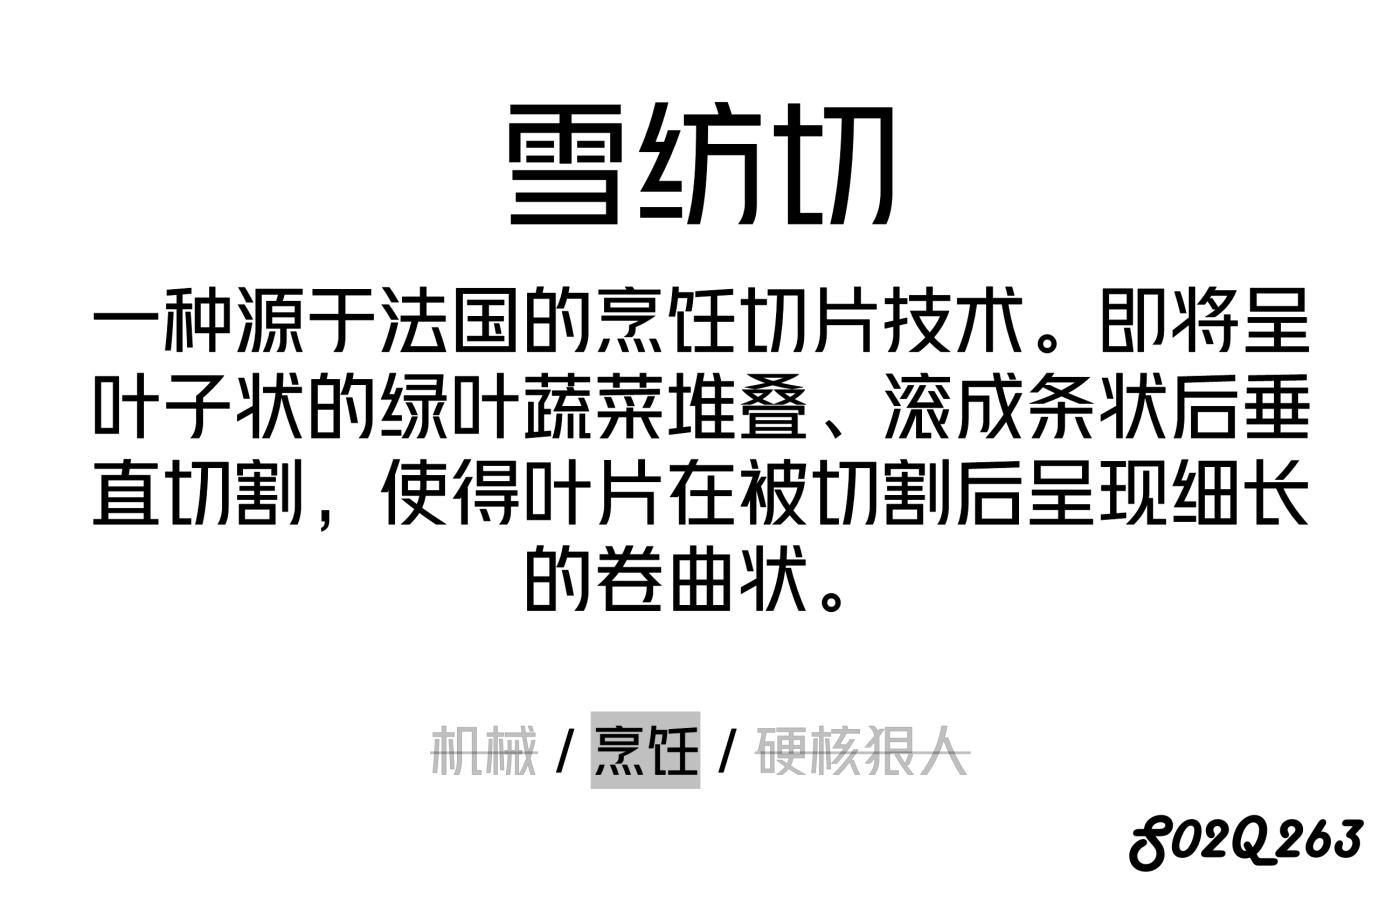 雪纺切
一种源于法国的烹饪切片技术。即将呈
叶子状的绿叶蔬菜堆叠、滚成条状后垂
直切割，使得叶片在被切割后呈现细长
的卷曲状。
机械 / 烹饪 / 硬核狠人
S02Q263